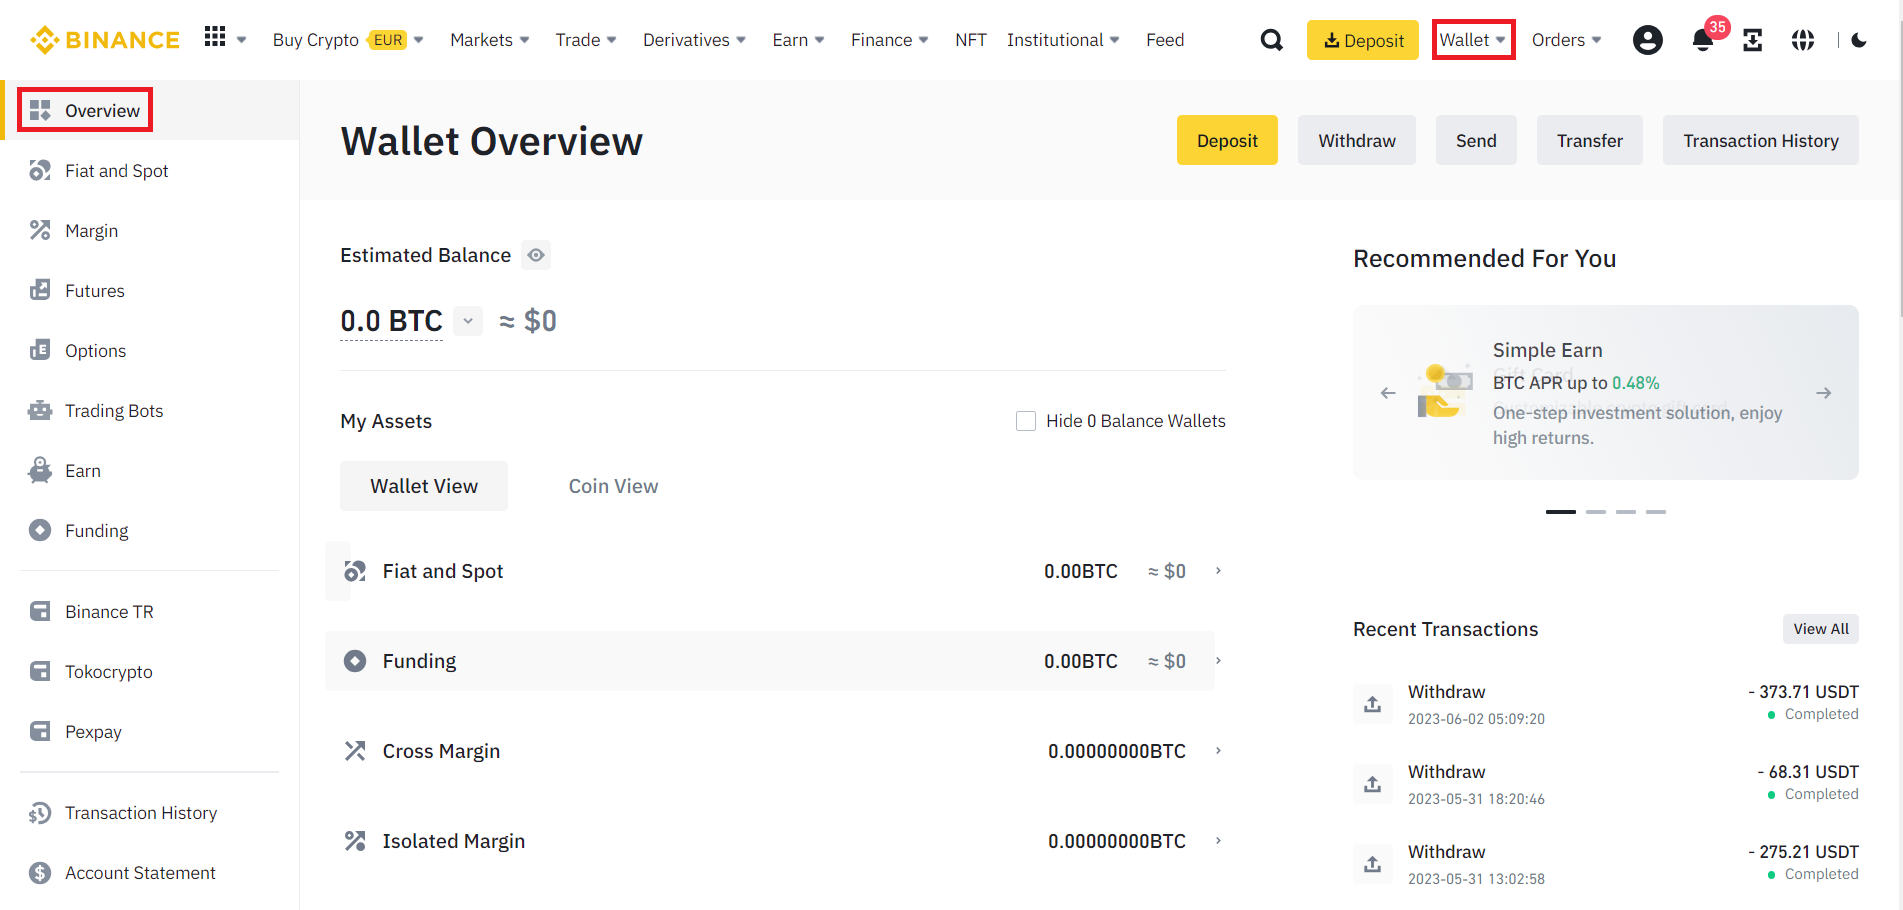 BINANCE
Buy Crypto EUR
Markets
Trade
Derivatives
Earn
Finance
NFT
Institutional
Feed
Deposit
Wallet
Orders
35
Overview
Fiat and Spot
Margin
Futures
Options
Trading Bots
Earn
Funding
Binance TR
Tokocrypto
Pexpay
Transaction History
Account Statement
Wallet Overview
Deposit
Withdraw
Send
Transfer
Transaction History
Estimated Balance
0.0 BTC ≈ $0
My Assets
Hide 0 Balance Wallets
Wallet View
Coin View
Fiat and Spot 0.00BTC ≈ $0
Funding 0.00BTC ≈ $0
Cross Margin 0.00000000BTC
Isolated Margin 0.00000000BTC
Recommended For You
Simple Earn
Gift Card
BTC APR up to 0.48%
One-step investment solution, enjoy
high returns.
Recent Transactions
View All
Withdraw - 373.71 USDT
2023-06-02 05:09:20 Completed
Withdraw - 68.31 USDT
2023-05-31 18:20:46 Completed
Withdraw - 275.21 USDT
2023-05-31 13:02:58 Completed